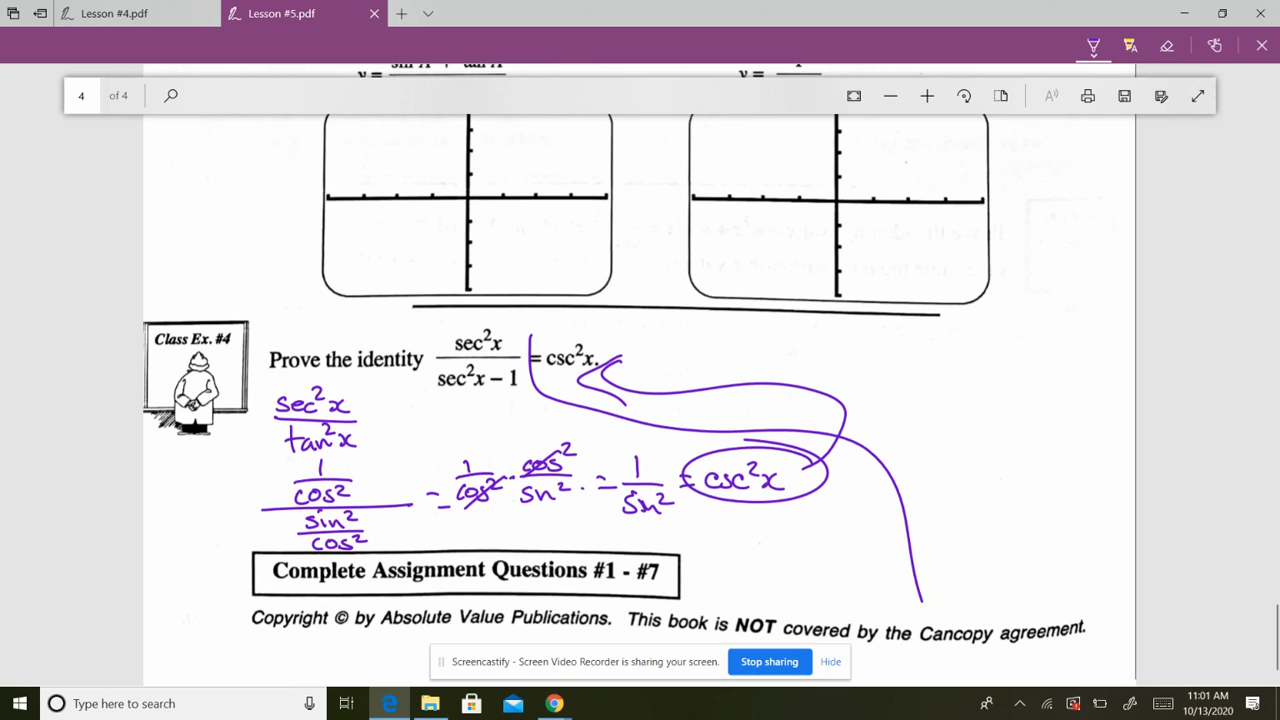 Lesson #4.pdf
Lesson #5.pdf
4 of 4
y =
y =
Class Ex. #4
Prove the identity sec²x / sec²x – 1 = csc²x.
sec²x / tan²x
1 / cos² / sin² / cos² = 1 / cos² · cos² / sin² · = 1 / sin² = csc²x
Complete Assignment Questions #1 - #7
Copyright © by Absolute Value Publications. This book is NOT covered by the Cancopy agreement.
Screencastify - Screen Video Recorder is sharing your screen.
Stop sharing
Hide
Type here to search
11:01 AM
10/13/2020